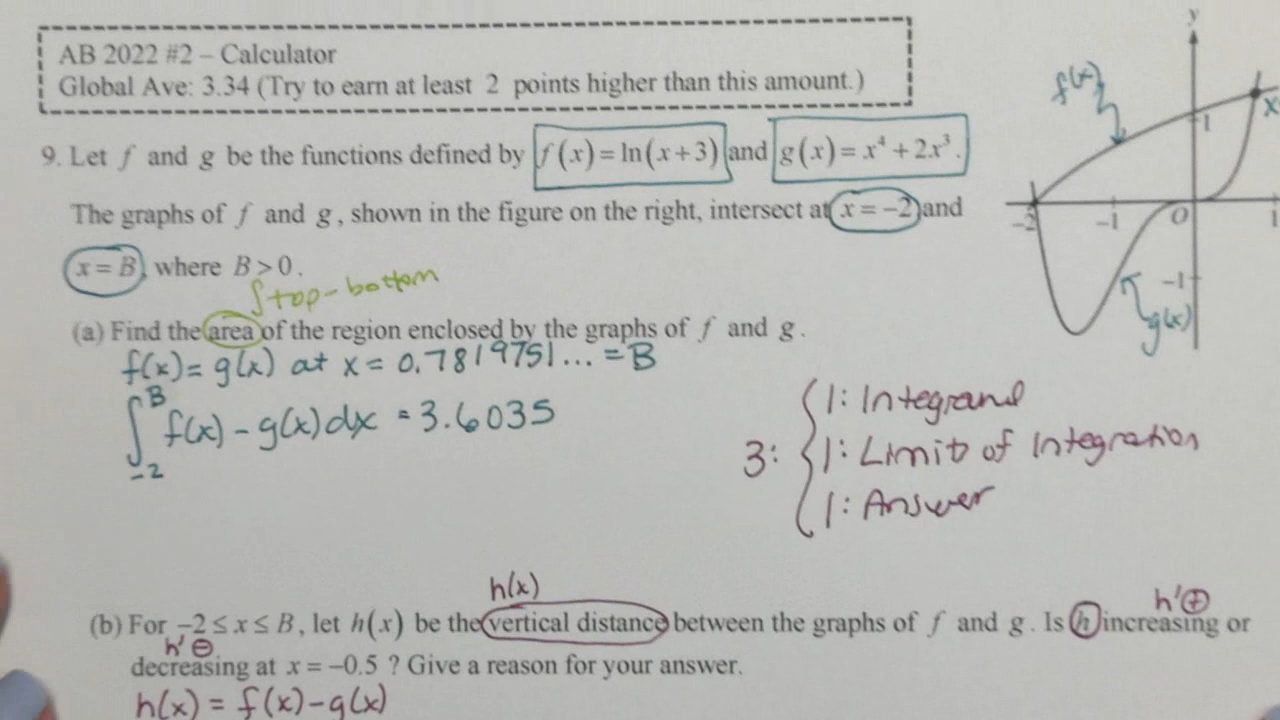 AB 2022 #2 – Calculator
Global Ave: 3.34 (Try to earn at least 2 points higher than this amount.)
9. Let f and g be the functions defined by f(x) = ln(x+3) and g(x) = x⁴ + 2x³.
The graphs of f and g, shown in the figure on the right, intersect at x = −2 and
x = B, where B > 0.
∫ top - bottom
(a) Find the area of the region enclosed by the graphs of f and g.
f(x) = g(x) at x = 0.7819751... = B
∫₋₂ᴮ f(x) - g(x) dx = 3.6035
3: { 1: Integrand
1: Limit of Integration
1: Answer
y
f(x)
1
x
-2
-1
O
1
-1
g(x)
h(x)
h' ⊕
(b) For −2 ≤ x ≤ B, let h(x) be the vertical distance between the graphs of f and g. Is h increasing or
h' ⊖
decreasing at x = −0.5 ? Give a reason for your answer.
h(x) = f(x) - g(x)